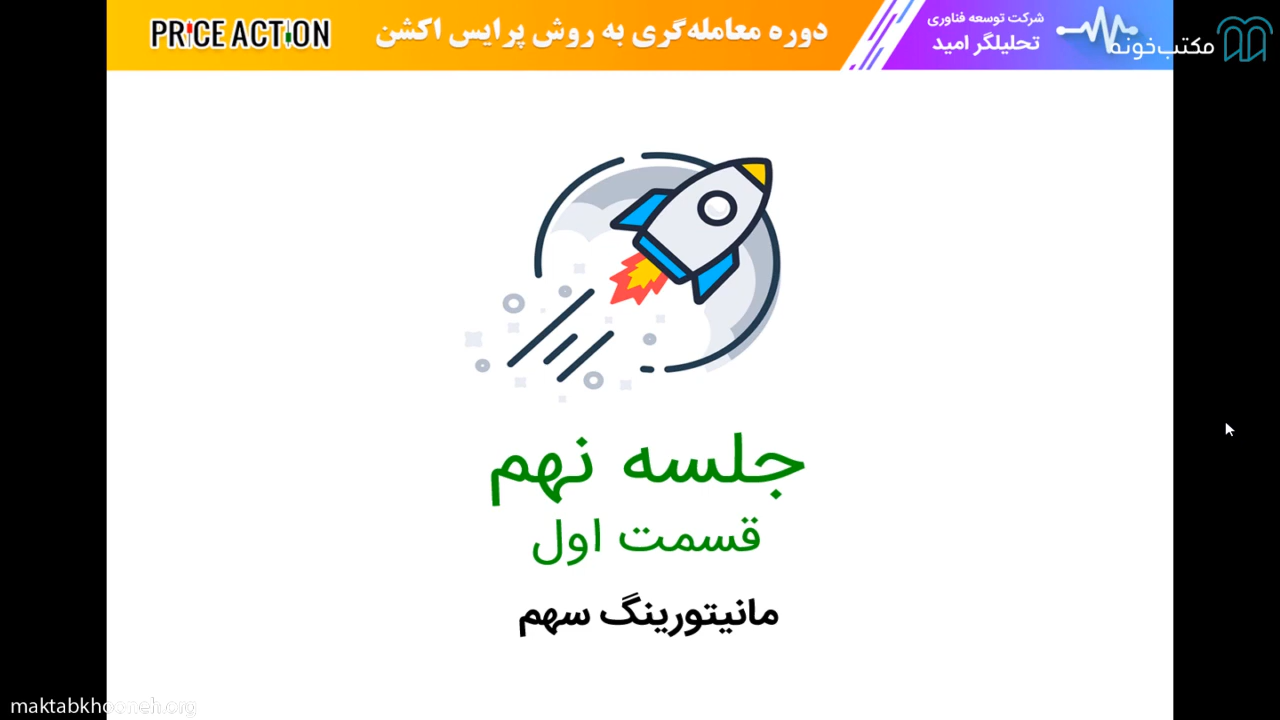 مکتب‌خونه
شرکت توسعه فناوری
تحلیلگر امید
دوره معامله‌گری به روش پرایس اکشن
PRICE ACTION
جلسه نهم
قسمت اول
مانیتورینگ سهم
maktabkhooneh.org